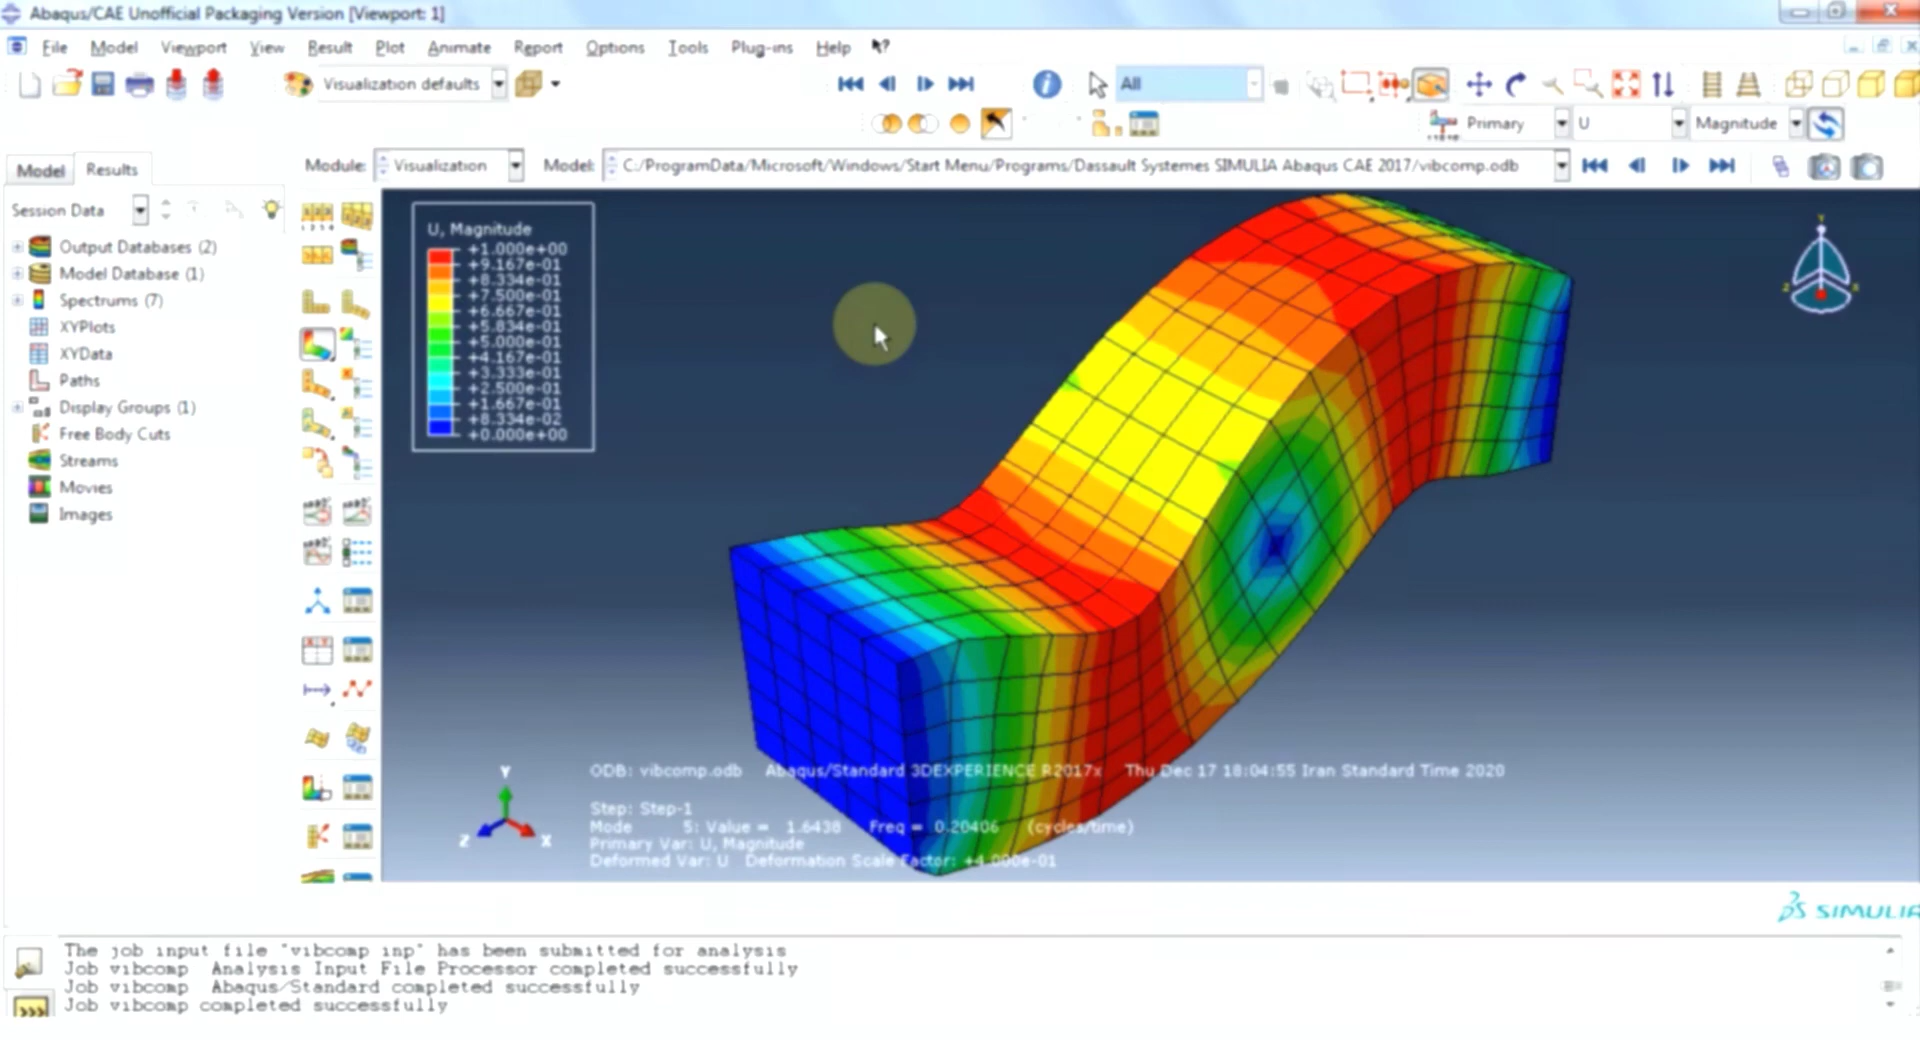 Abaqus/CAE Unofficial Packaging Version [Viewport: 1]
File Model Viewport View Result Plot Animate Report Options Tools Plug-ins Help
Visualization defaults
All
Primary U Magnitude
Model Results
Module: Visualization Model: C:/ProgramData/Microsoft/Windows/Start Menu/Programs/Dassault Systemes SIMULIA Abaqus CAE 2017/vibcomp.odb
Session Data
Output Databases (2)
Model Database (1)
Spectrums (7)
XYPlots
XYData
Paths
Display Groups (1)
Free Body Cuts
Streams
Movies
Images
U, Magnitude
+1.000e+00
+9.167e-01
+8.334e-01
+7.500e-01
+6.667e-01
+5.834e-01
+5.000e-01
+4.167e-01
+3.333e-01
+2.500e-01
+1.667e-01
+8.334e-02
+0.000e+00
Y
Z X
Y
Z X
ODB: vibcomp.odb Abaqus/Standard 3DEXPERIENCE R2017x Thu Dec 17 18:04:55 Iran Standard Time 2020
Step: Step-1
Mode 5: Value = 1.6438 Freq = 0.20406 (cycles/time)
Primary Var: U, Magnitude
Deformed Var: U Deformation Scale Factor: +4.000e-01
SIMULIA
The job input file "vibcomp.inp" has been submitted for analysis
Job vibcomp Analysis Input File Processor completed successfully
Job vibcomp Abaqus/Standard completed successfully
Job vibcomp completed successfully